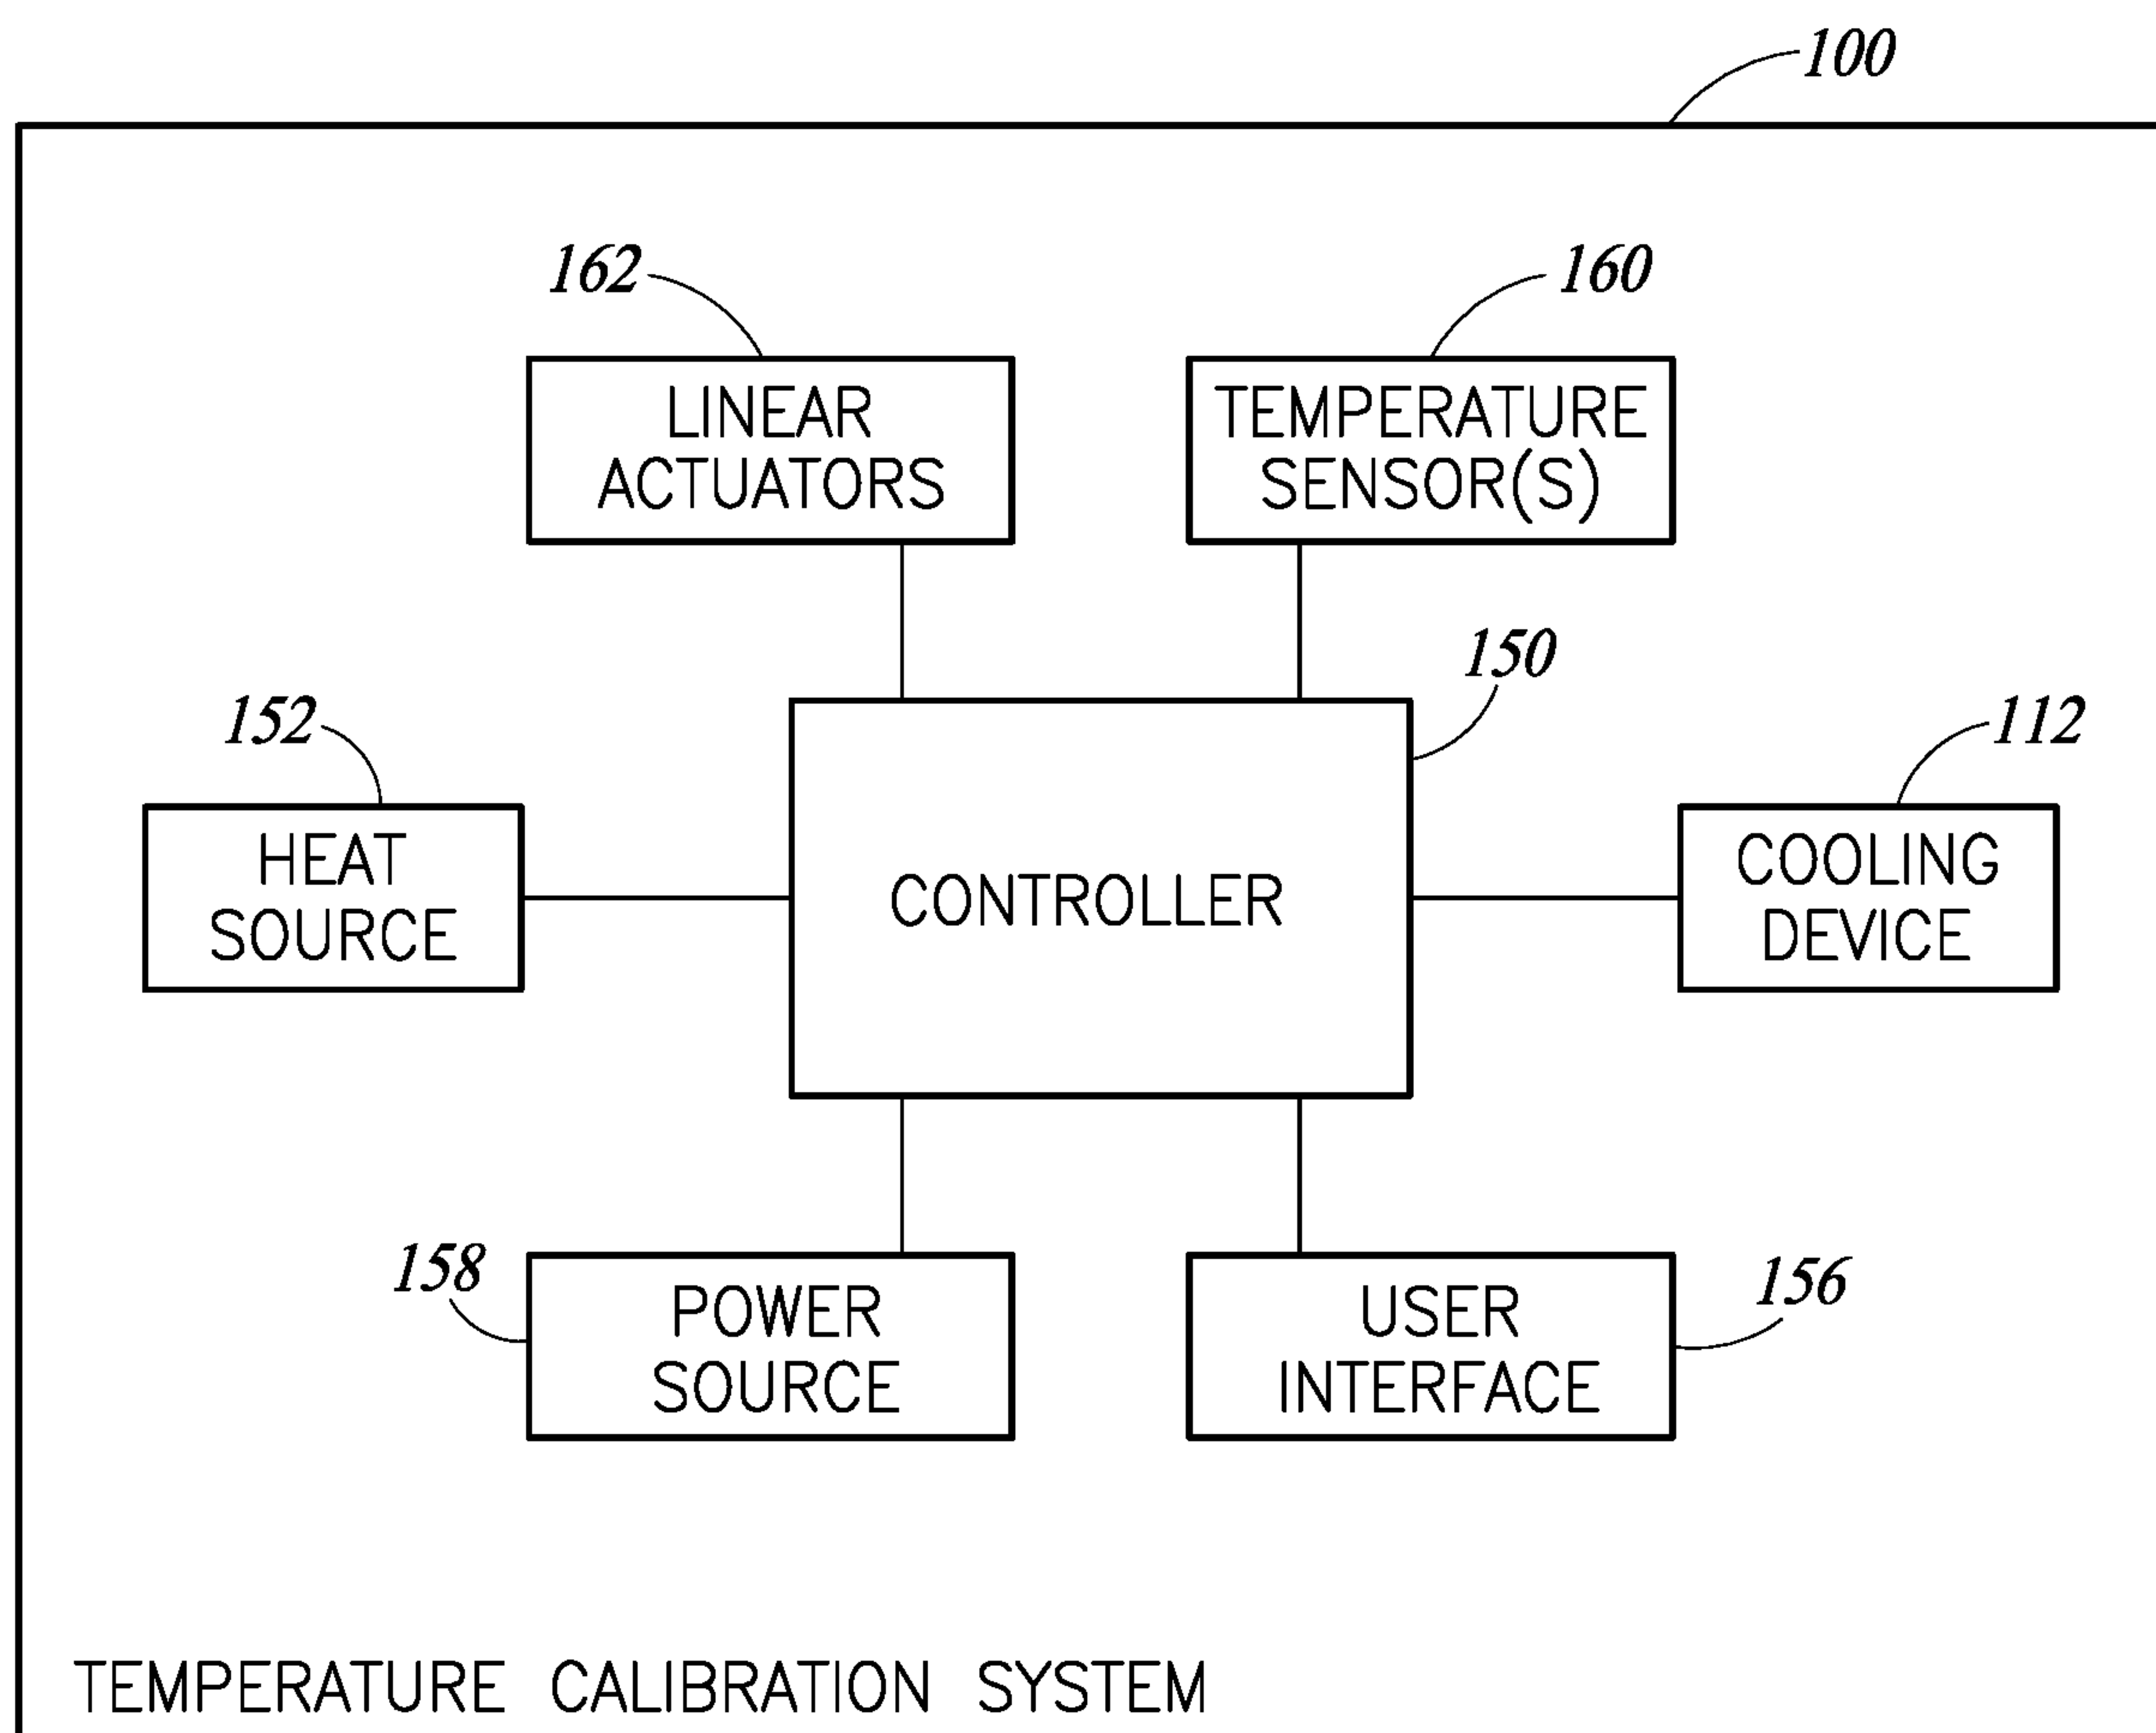 100
162
160
LINEAR
ACTUATORS
TEMPERATURE
SENSOR(S)
150
152
112
HEAT
SOURCE
CONTROLLER
COOLING
DEVICE
158
156
POWER
SOURCE
USER
INTERFACE
TEMPERATURE CALIBRATION SYSTEM